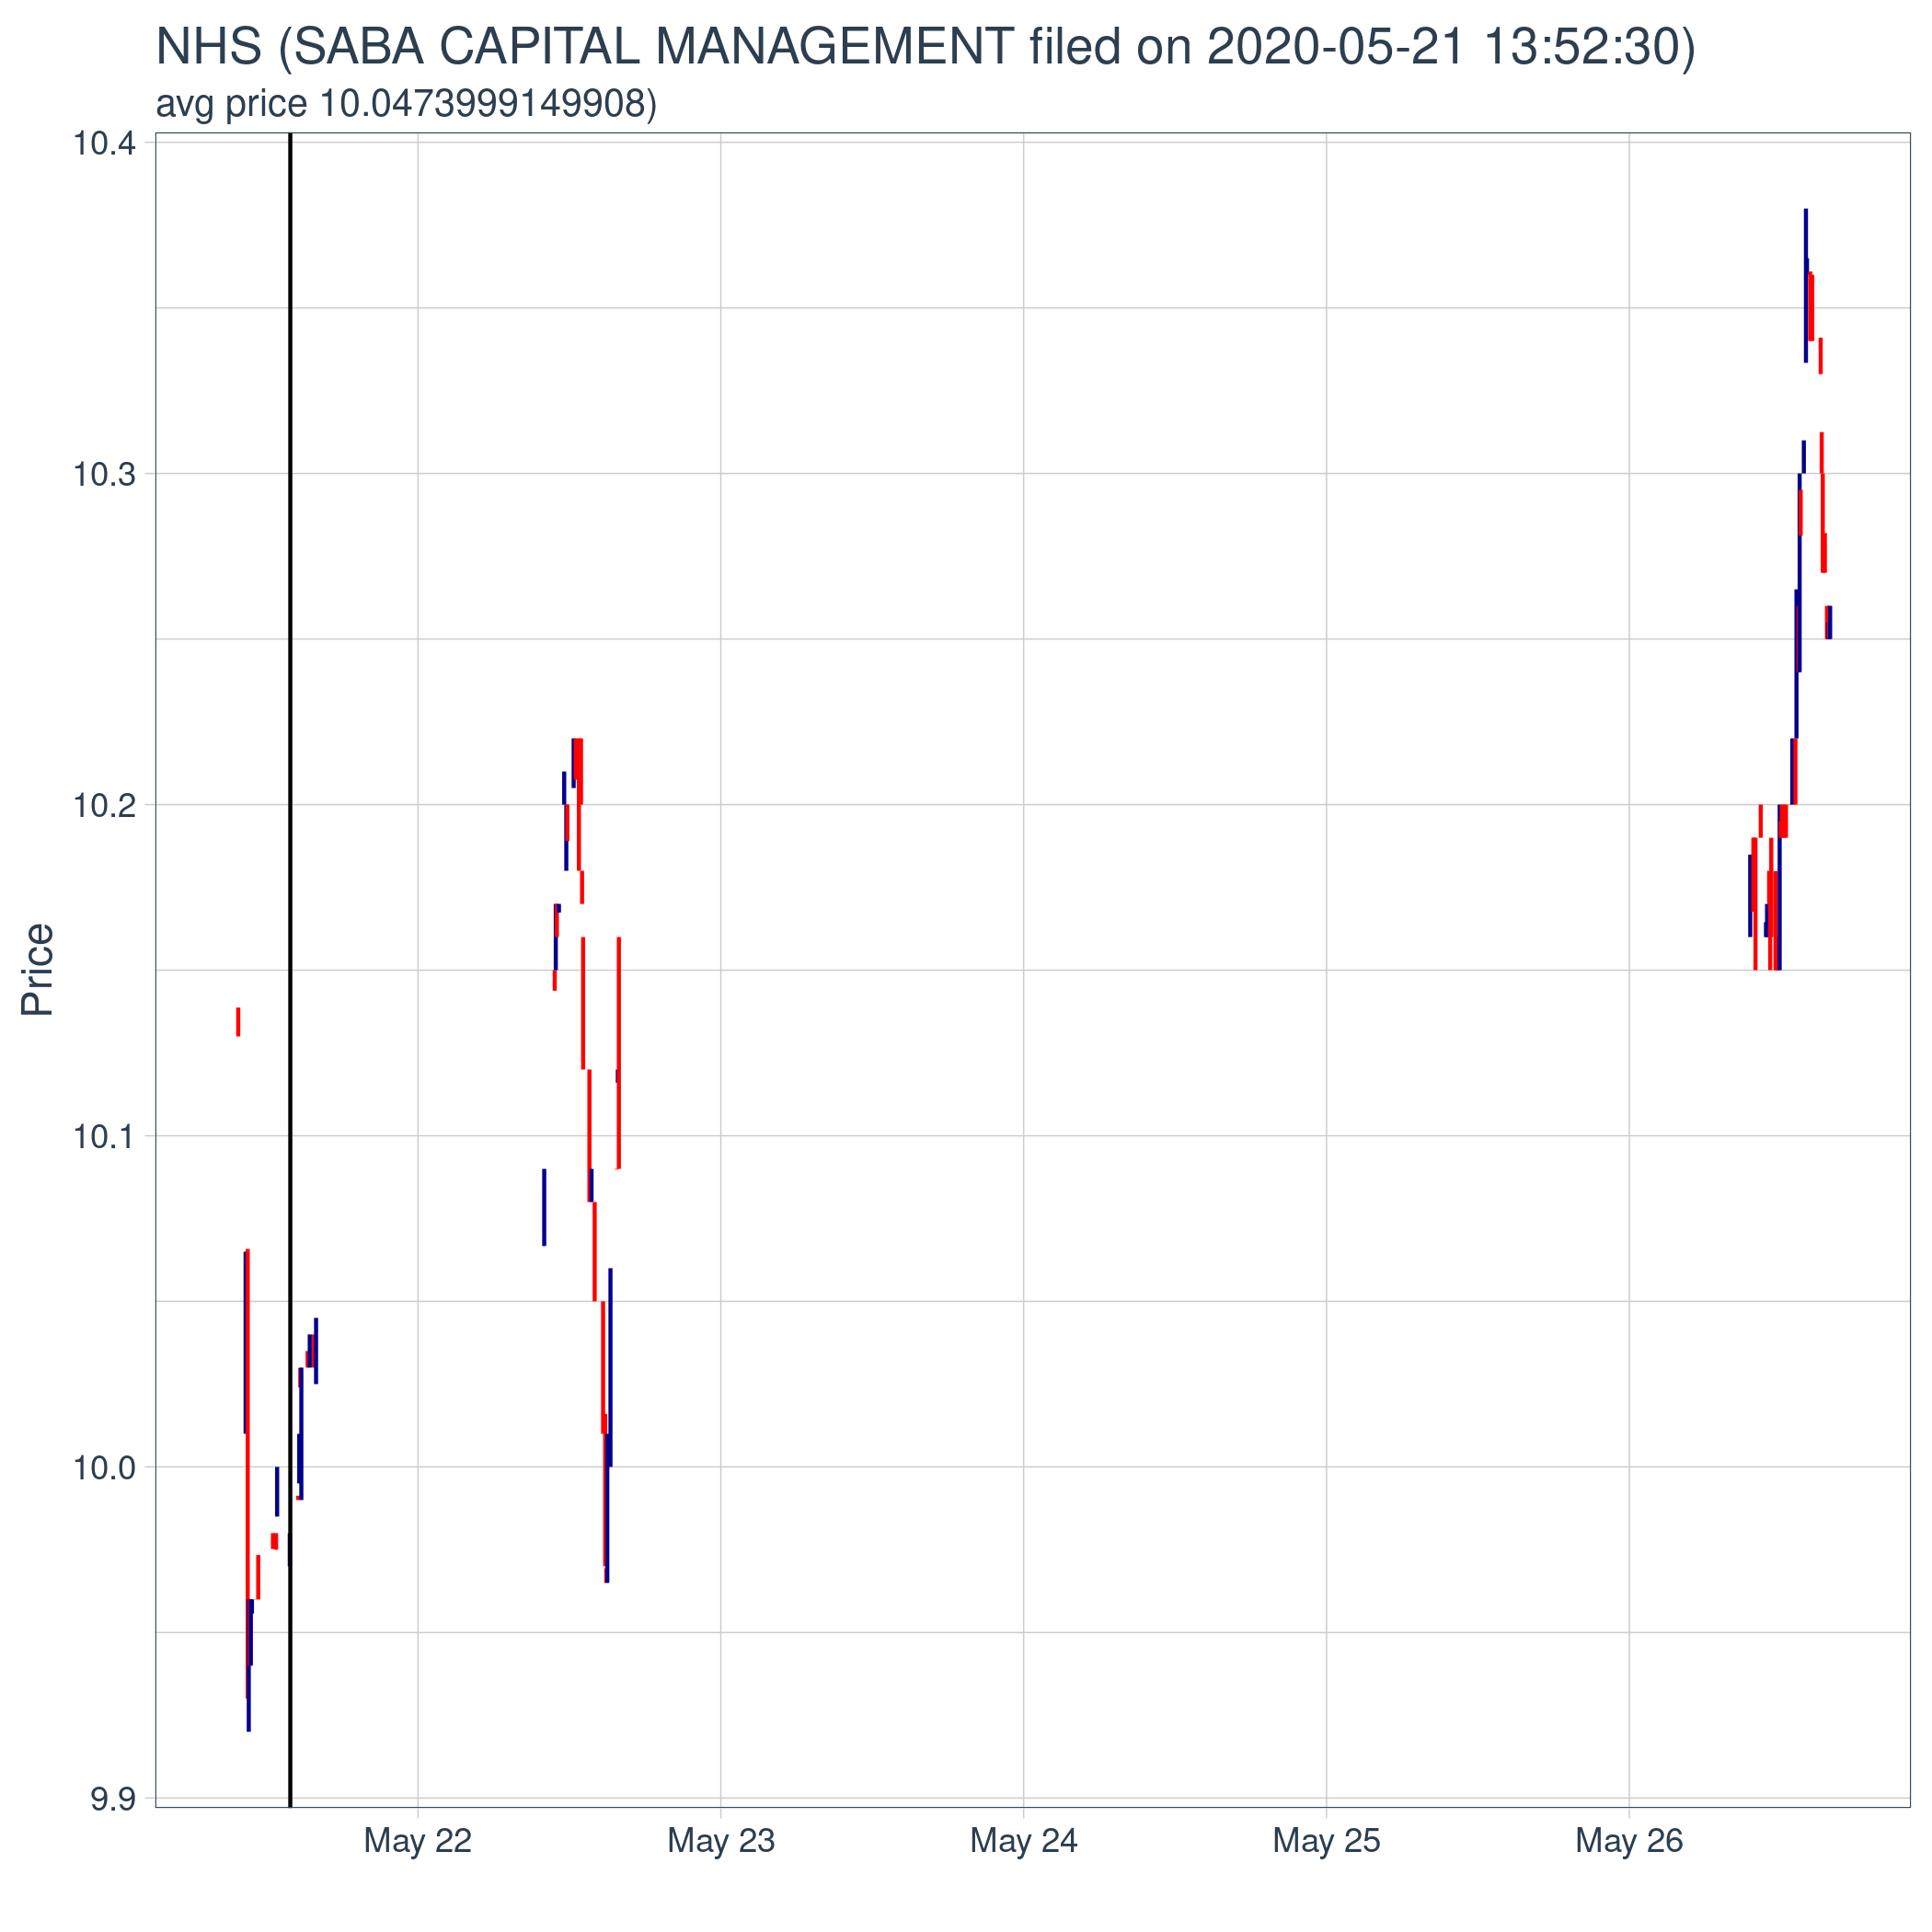 NHS (SABA CAPITAL MANAGEMENT filed on 2020-05-21 13:52:30)
avg price 10.0473999149908)
10.4
10.3
10.2
Price
10.1
10.0
9.9
May 22 May 23 May 24 May 25 May 26